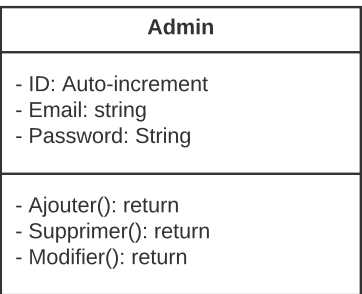 Admin
- ID: Auto-increment
- Email: string
- Password: String
- Ajouter(): return
- Supprimer(): return
- Modifier(): return